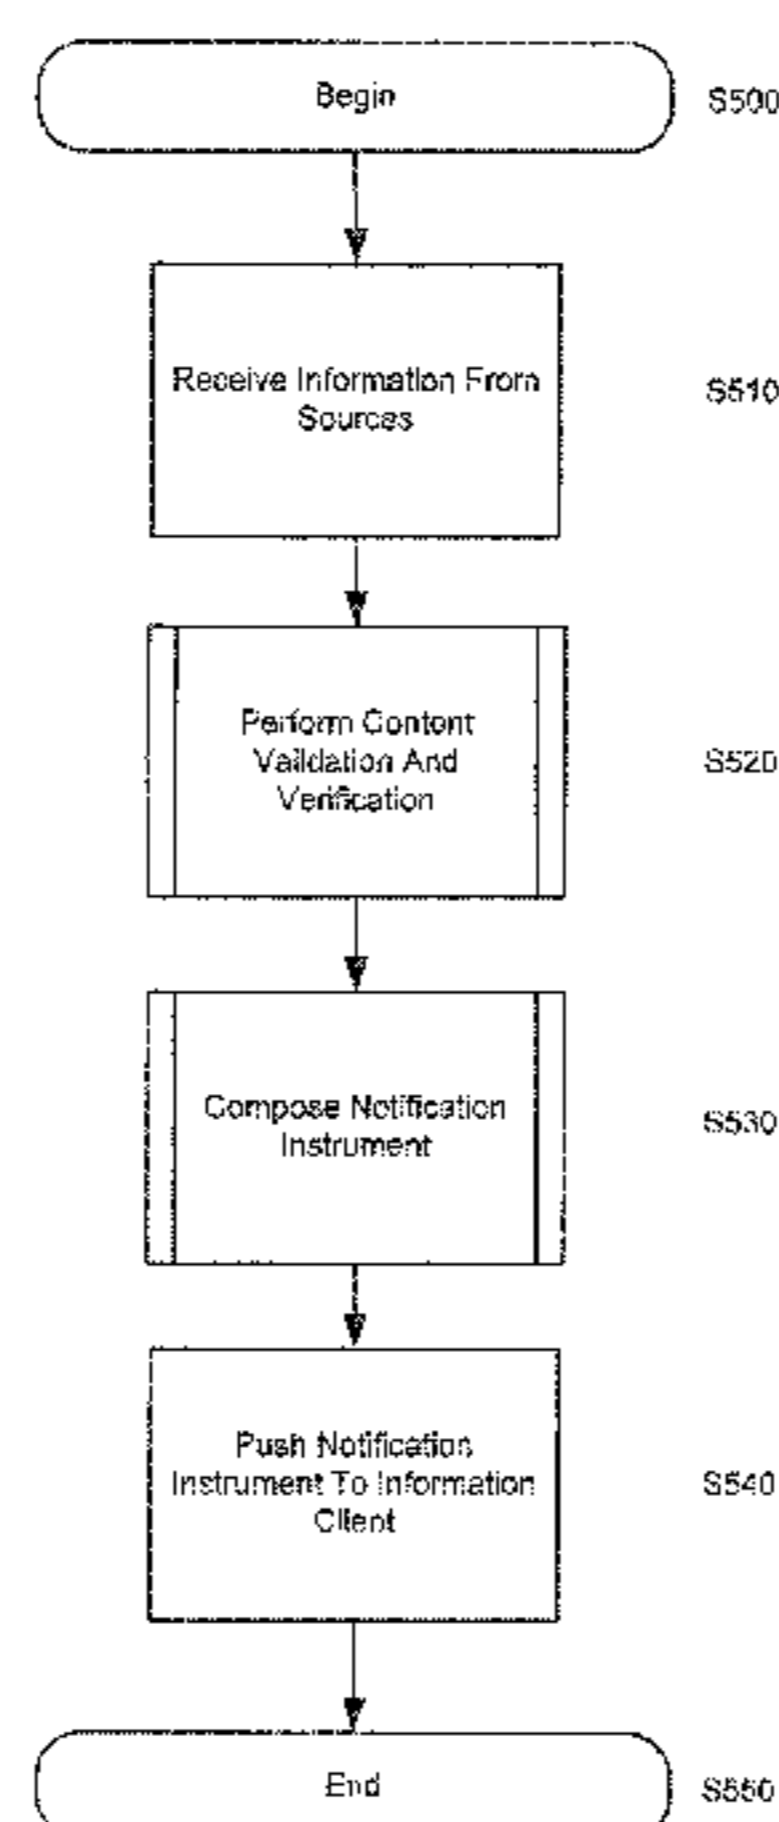 Begin
S500
Receive Information From
Sources
S510
Perform Content
Validation And
Verification
S520
Compose Notification
Instrument
S530
Push Notification
Instrument To Information
Client
S540
End
S550